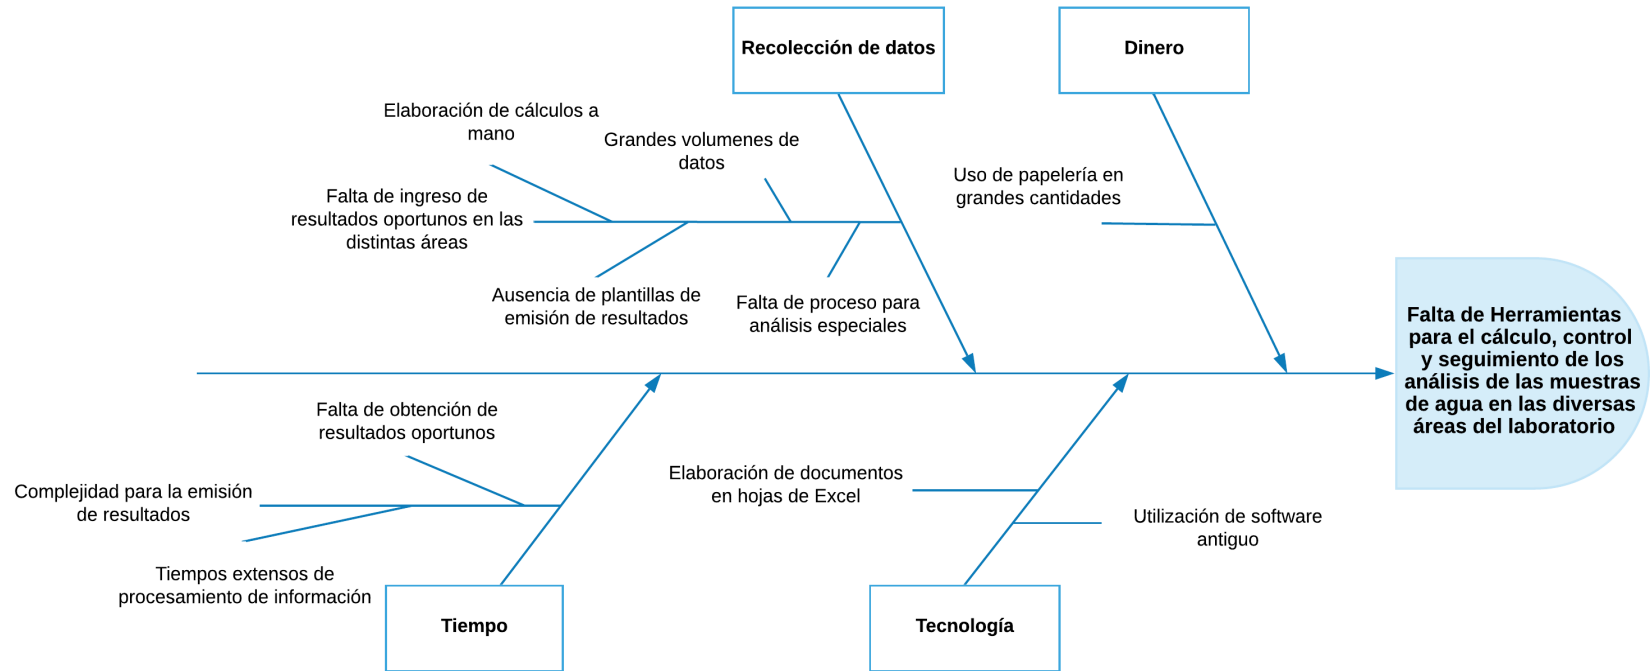 Recolección de datos
Dinero
Elaboración de cálculos a
mano
Grandes volumenes de
datos
Uso de papelería en
grandes cantidades
Falta de ingreso de
resultados oportunos en las
distintas áreas
Ausencia de plantillas de
emisión de resultados
Falta de proceso para
análisis especiales
Falta de Herramientas
para el cálculo, control
y seguimiento de los
análisis de las muestras
de agua en las diversas
áreas del laboratorio
Falta de obtención de
resultados oportunos
Complejidad para la emisión
de resultados
Tiempos extensos de
procesamiento de información
Elaboración de documentos
en hojas de Excel
Utilización de software
antiguo
Tiempo
Tecnología